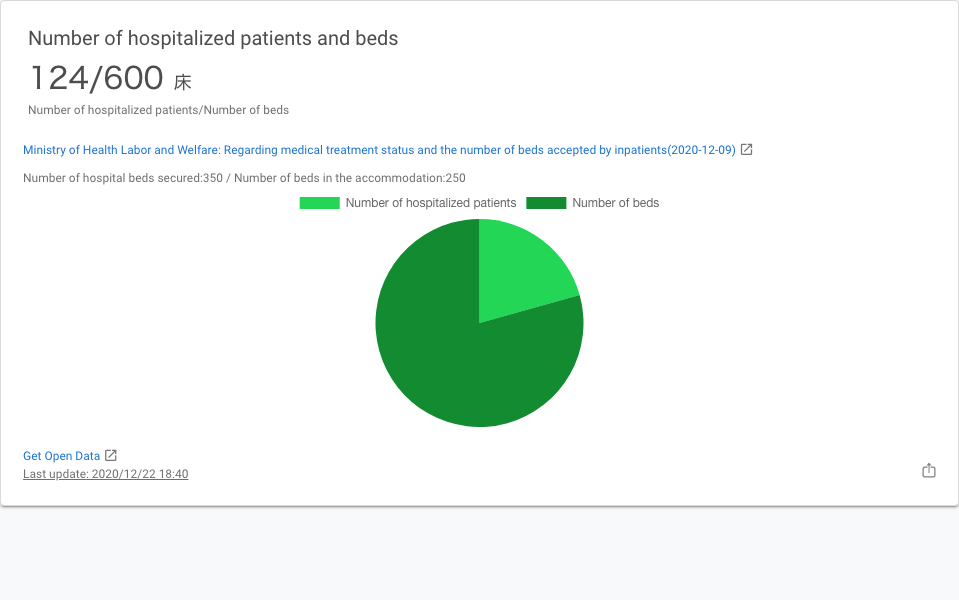 Number of hospitalized patients and beds
124/600 床
Number of hospitalized patients/Number of beds
Ministry of Health Labor and Welfare: Regarding medical treatment status and the number of beds accepted by inpatients(2020-12-09)
Number of hospital beds secured:350 / Number of beds in the accommodation:250
Number of hospitalized patients Number of beds
Get Open Data
Last update: 2020/12/22 18:40